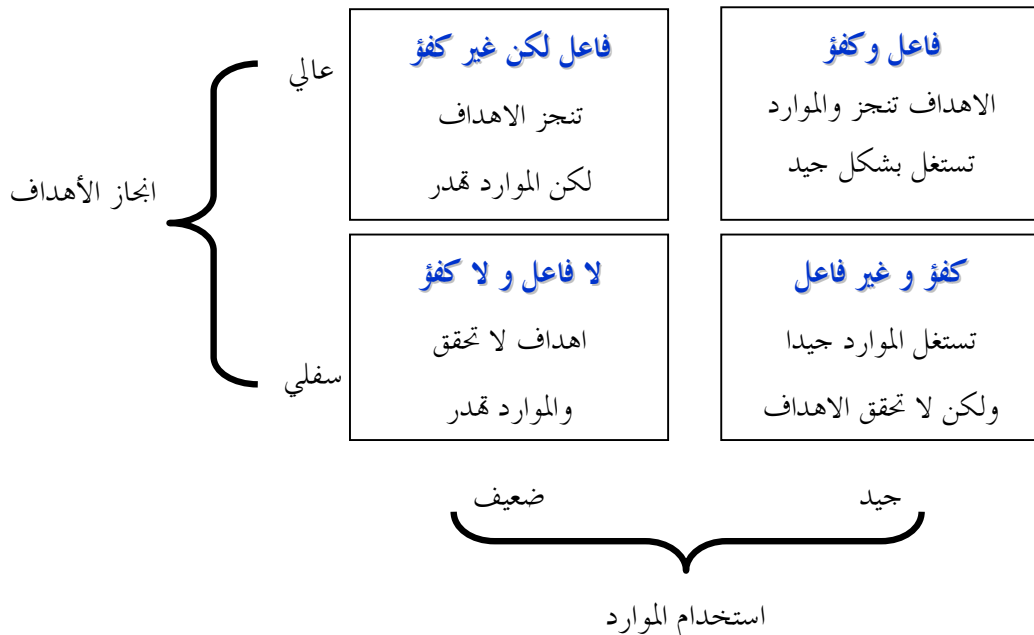 فاعل وكفؤ
الاهداف تنجز والموارد
تستغل بشكل جيد
فاعل لكن غير كفؤ
تنجز الاهداف
لكن الموارد تهدر
عالي
انجاز الأهداف
كفؤ و غير فاعل
تستغل الموارد جيدا
ولكن لا تحقق الاهداف
لا فاعل و لا كفؤ
اهداف لا تحقق
والموارد تهدر
سفلي
جيد
ضعيف
استخدام الموارد